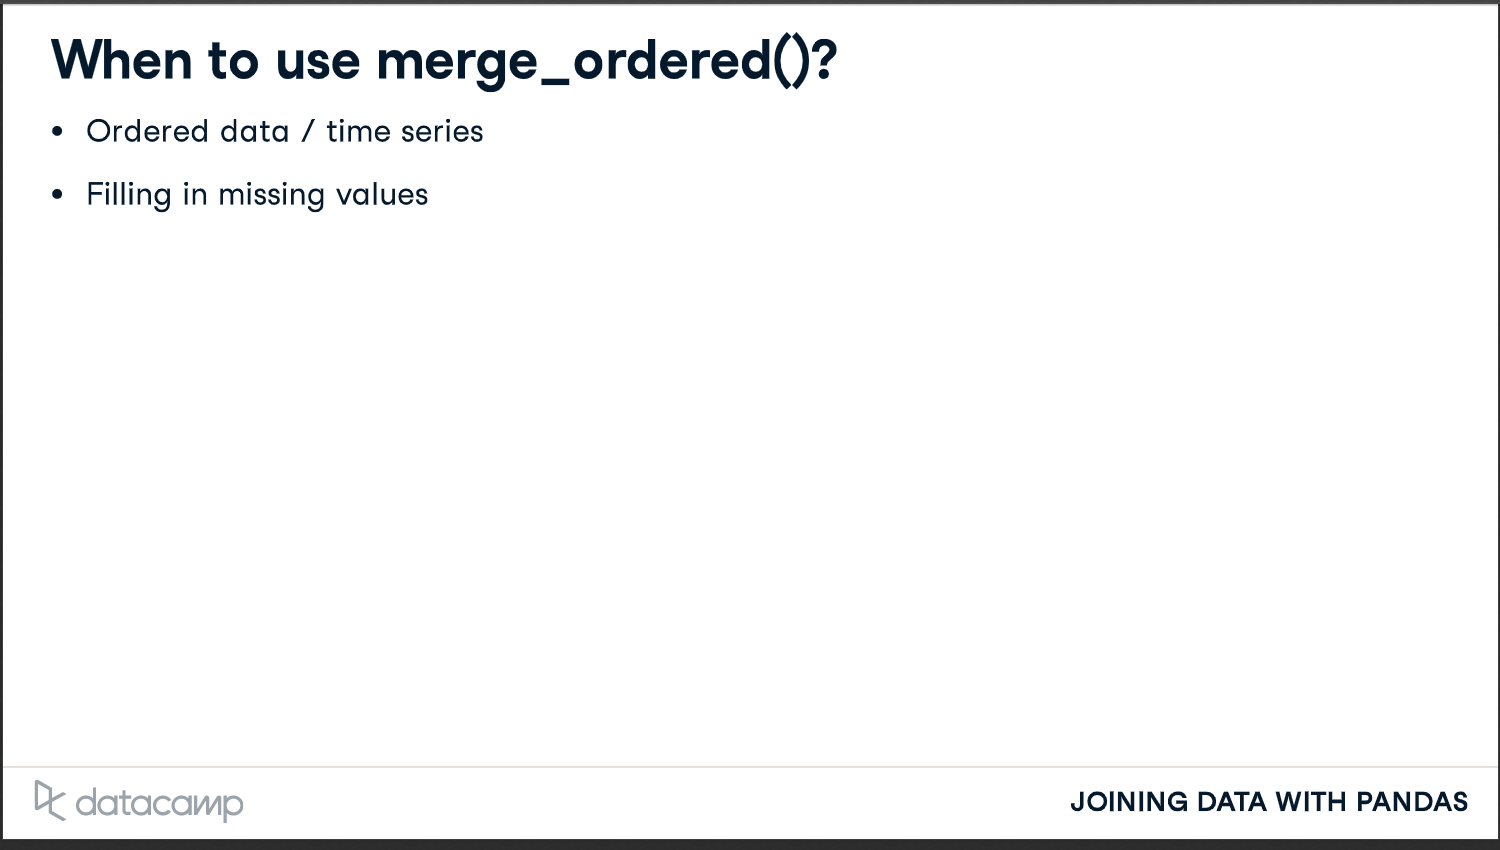 When to use merge_ordered()?
• Ordered data / time series
• Filling in missing values
datacamp
JOINING DATA WITH PANDAS